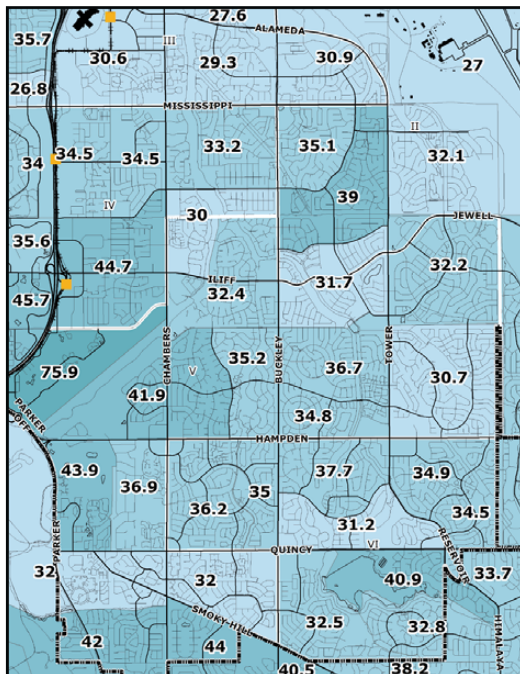 27.6
ALAMEDA
35.7
III
30.6
29.3
30.9
27
26.8
MISSISSIPPI
II
34
34.5
34.5
33.2
35.1
32.1
39
IV
30
JEWELL
35.6
44.7
ILIFF
31.7
32.2
45.7
32.4
CHAMBERS
BUCKLEY
TOWER
75.9
V
35.2
36.7
30.7
41.9
34.8
PARKER
OFF
HAMPDEN
43.9
36.9
36.2
35
37.7
34.9
34.5
31.2
PARKER
QUINCY
VI
RESERVOIR
32
32
40.9
33.7
SMOKY-HILL
32.5
32.8
HIMALAYA
42
44
40.5
38.2